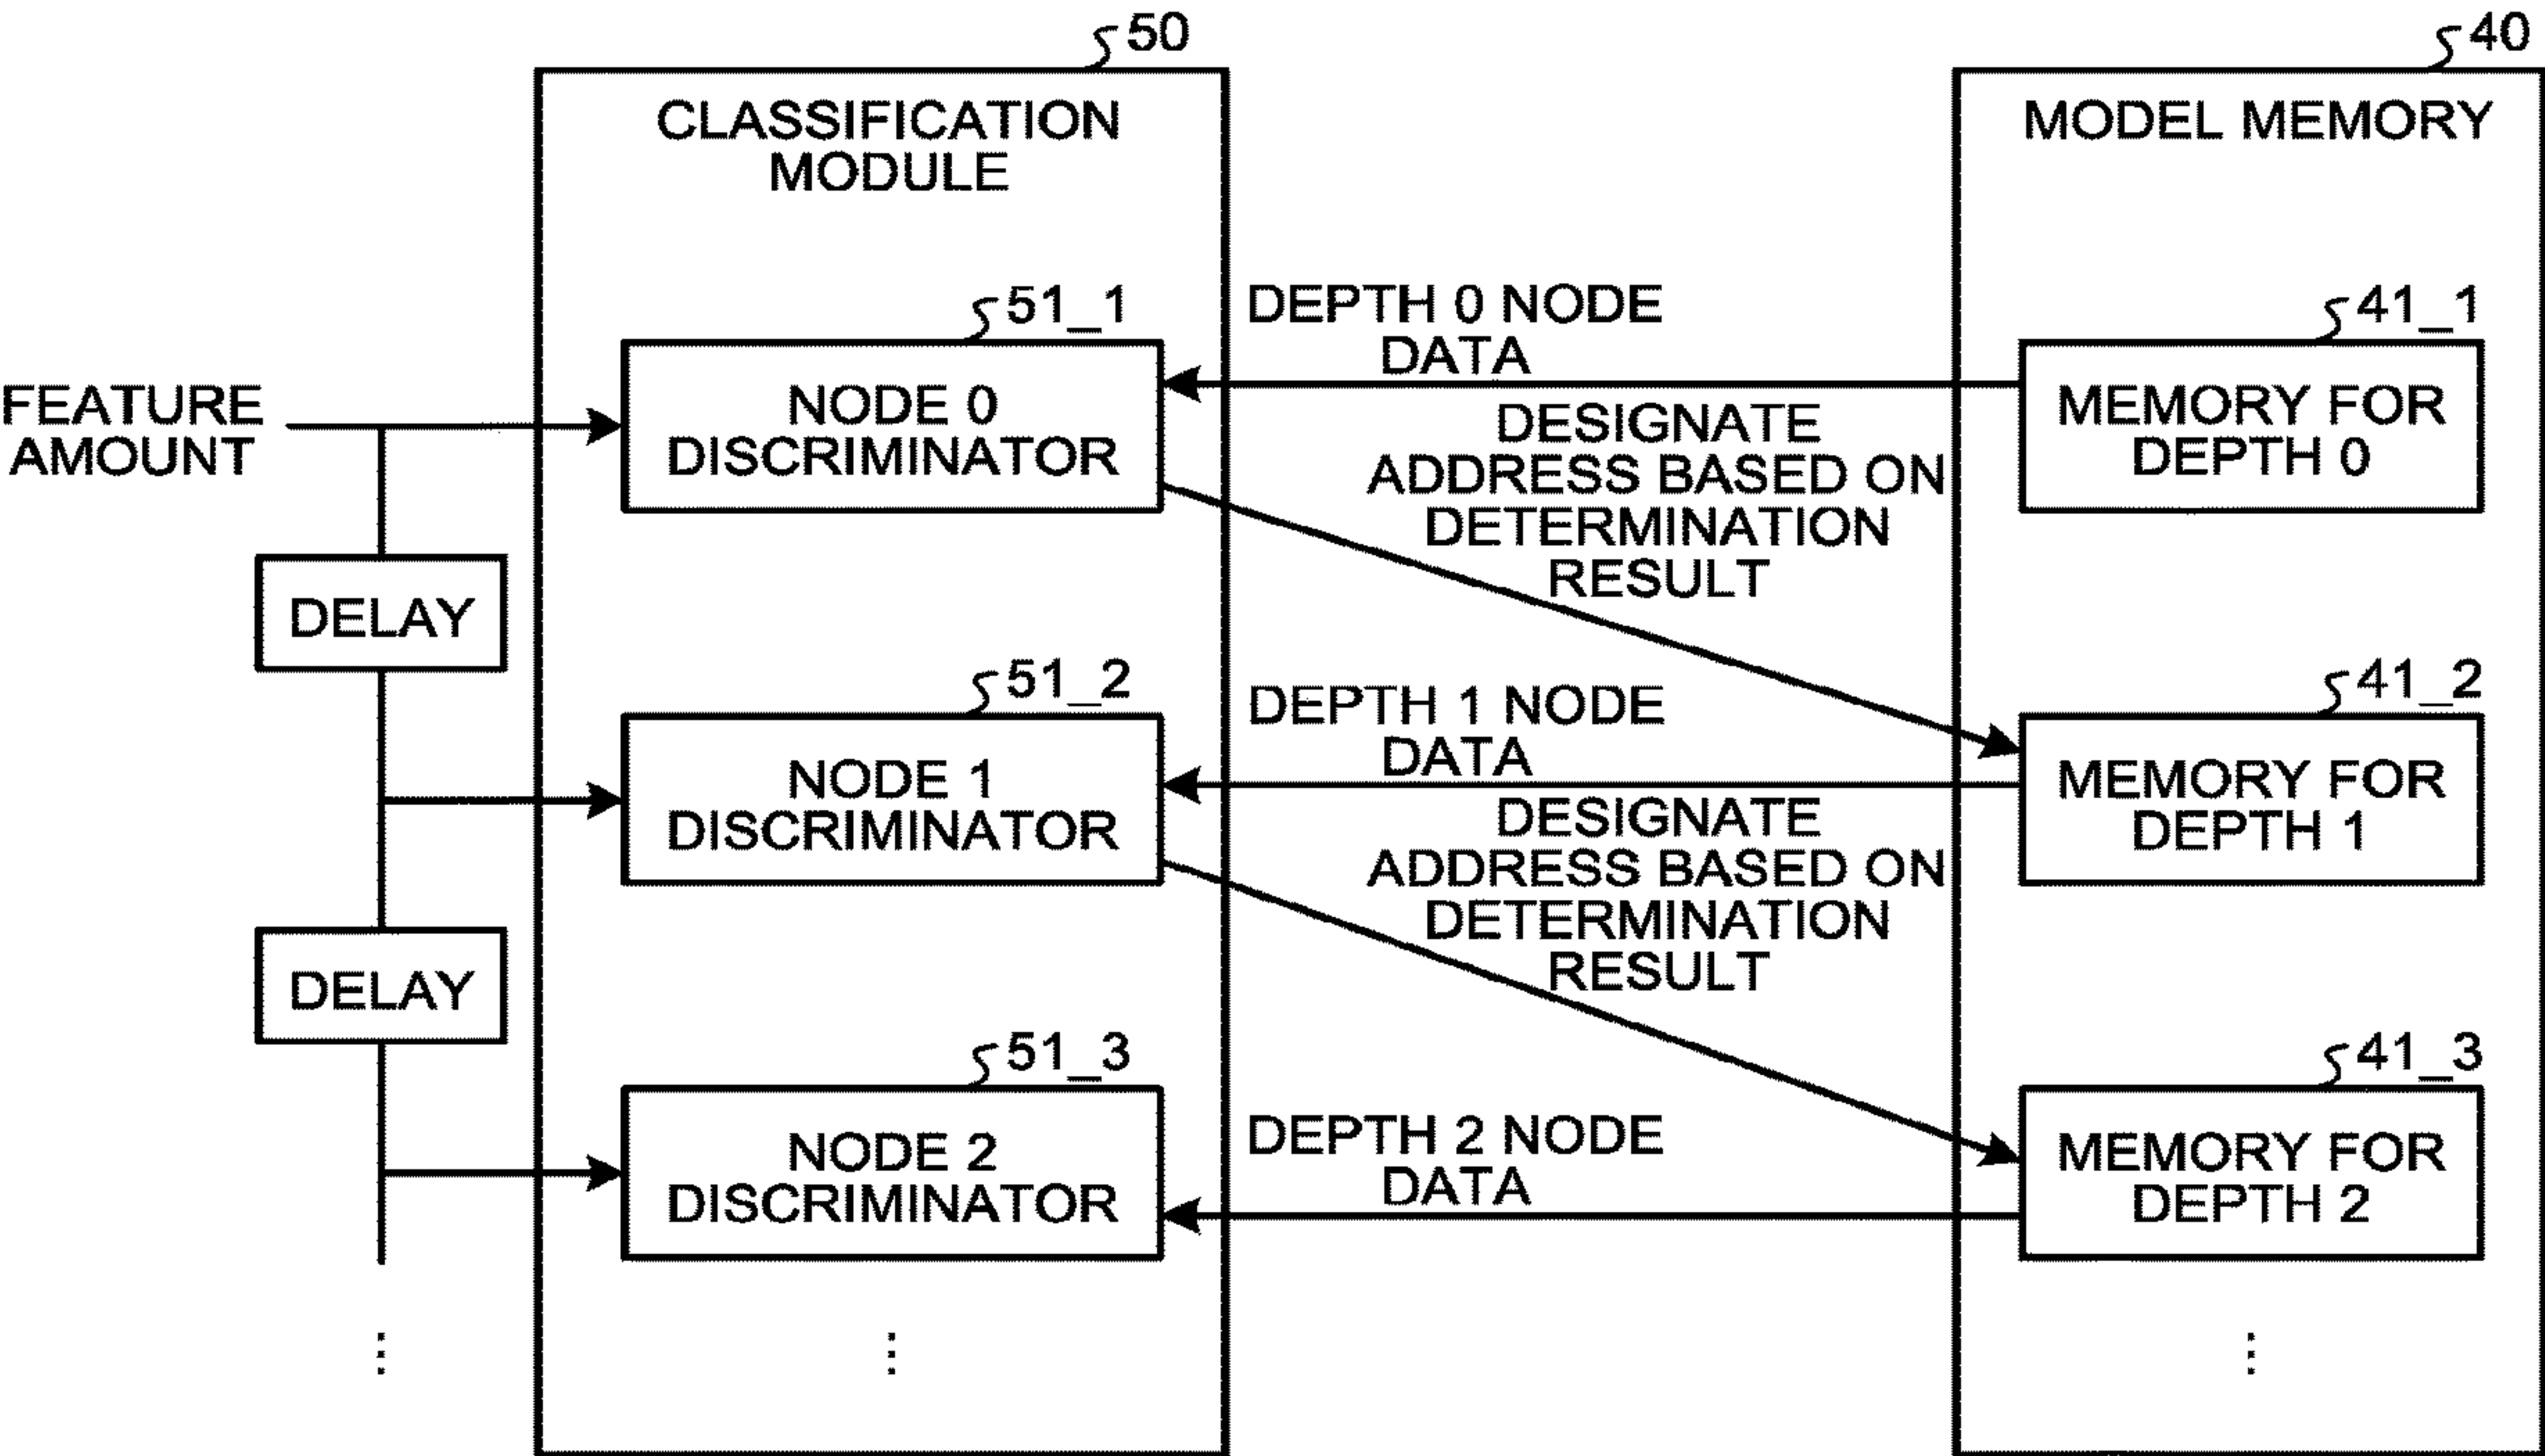 50
40
CLASSIFICATION
MODULE
MODEL MEMORY
51_1
DEPTH 0 NODE
DATA
41_1
FEATURE
AMOUNT
NODE 0
DISCRIMINATOR
DESIGNATE
ADDRESS BASED ON
DETERMINATION
RESULT
MEMORY FOR
DEPTH 0
DELAY
51_2
DEPTH 1 NODE
DATA
41_2
NODE 1
DISCRIMINATOR
DESIGNATE
ADDRESS BASED ON
DETERMINATION
RESULT
MEMORY FOR
DEPTH 1
DELAY
51_3
DEPTH 2 NODE
DATA
41_3
NODE 2
DISCRIMINATOR
MEMORY FOR
DEPTH 2